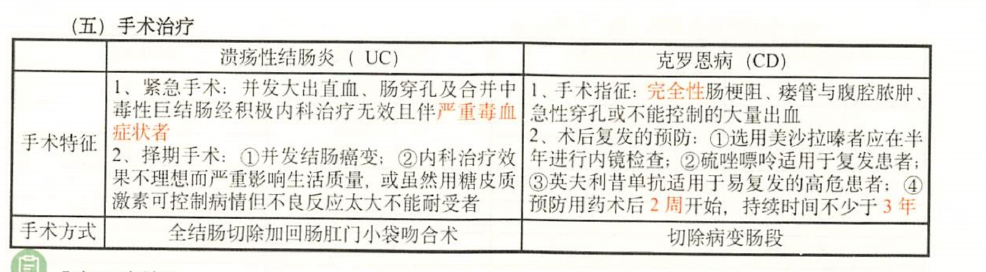 （五）手术治疗
溃疡性结肠炎（ UC）
克罗恩病（CD）
手术特征
1、紧急手术：并发大出直血、肠穿孔及合并中
毒性巨结肠经积极内科治疗无效且伴严重毒血
症状者
2、择期手术：①并发结肠癌变；②内科治疗效
果不理想而严重影响生活质量，或虽然用糖皮质
激素可控制病情但不良反应太大不能耐受者
1、手术指征：完全性肠梗阻、瘘管与腹腔脓肿、
急性穿孔或不能控制的大量出血
2、术后复发的预防：①选用美沙拉嗪者应在半
年进行内镜检查；②硫唑嘌呤适用于复发患者；
③英夫利昔单抗适用于易复发的高危患者；④
预防用药术后 2 周开始，持续时间不少于 3 年
手术方式
全结肠切除加回肠肛门小袋吻合术
切除病变肠段